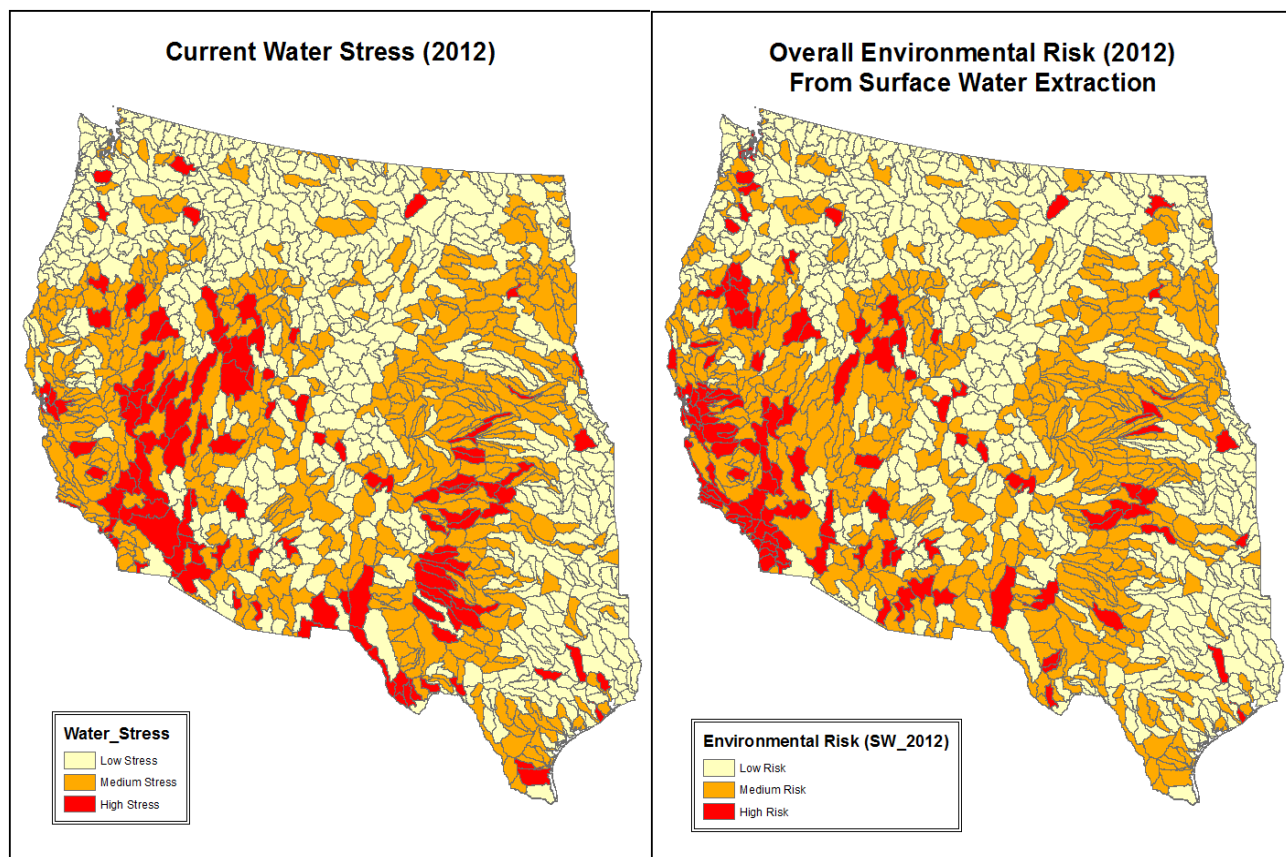 Current Water Stress (2012)
Water_Stress
Low Stress
Medium Stress
High Stress
Overall Environmental Risk (2012)
From Surface Water Extraction
Environmental Risk (SW_2012)
Low Risk
Medium Risk
High Risk